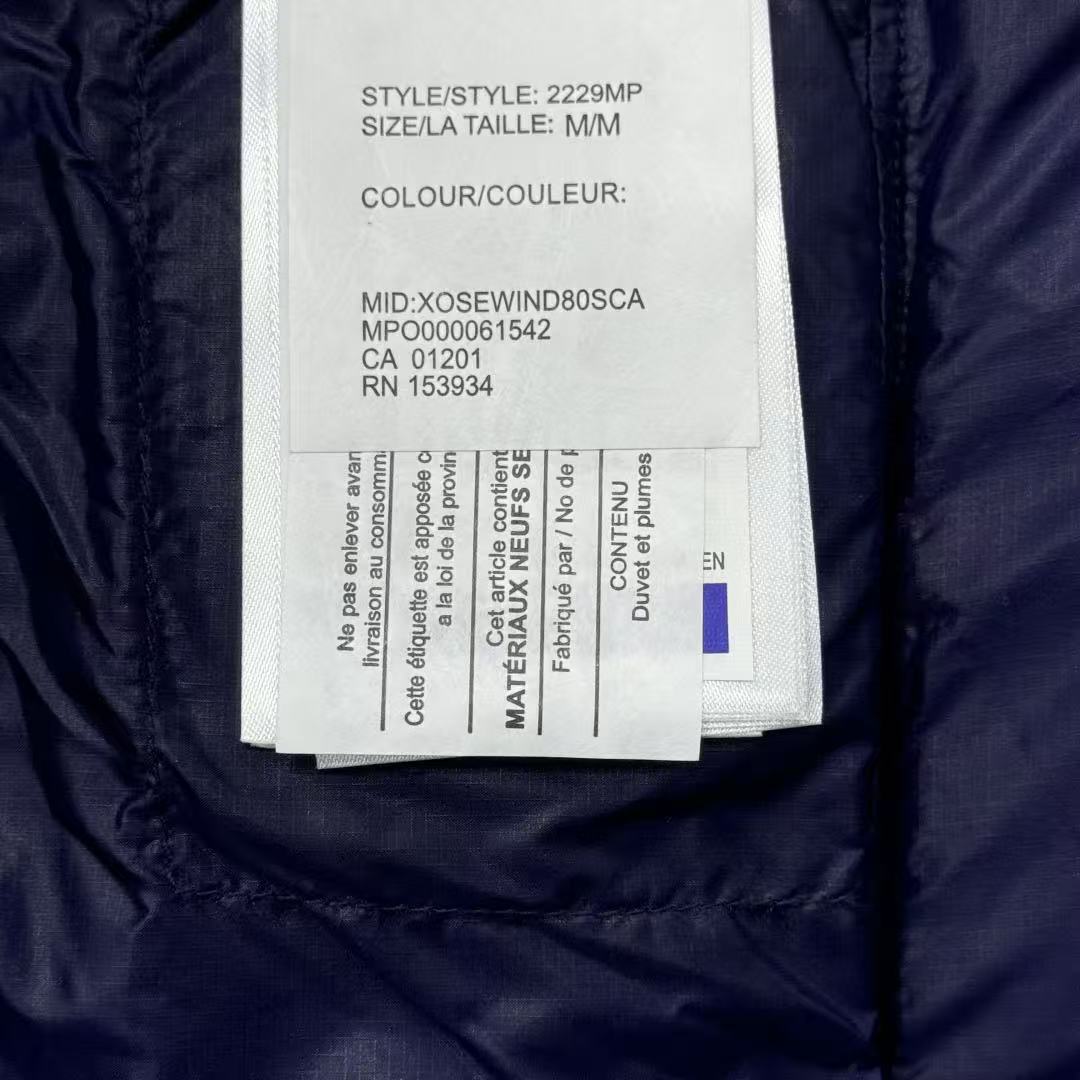 STYLE/STYLE: 2229MP
SIZE/LA TAILLE: M/M
COLOUR/COULEUR:
MID:XOSEWIND80SCA
MPO000061542
CA 01201
RN 153934
Ne pas enlever avan
livraison au consomm
Cette étiquette est apposée c
a la loi de la provin
Cet article contient
MATÉRIAUX NEUFS SE
Fabriqué par / No de p
CONTENU
Duvet et plumes
EN